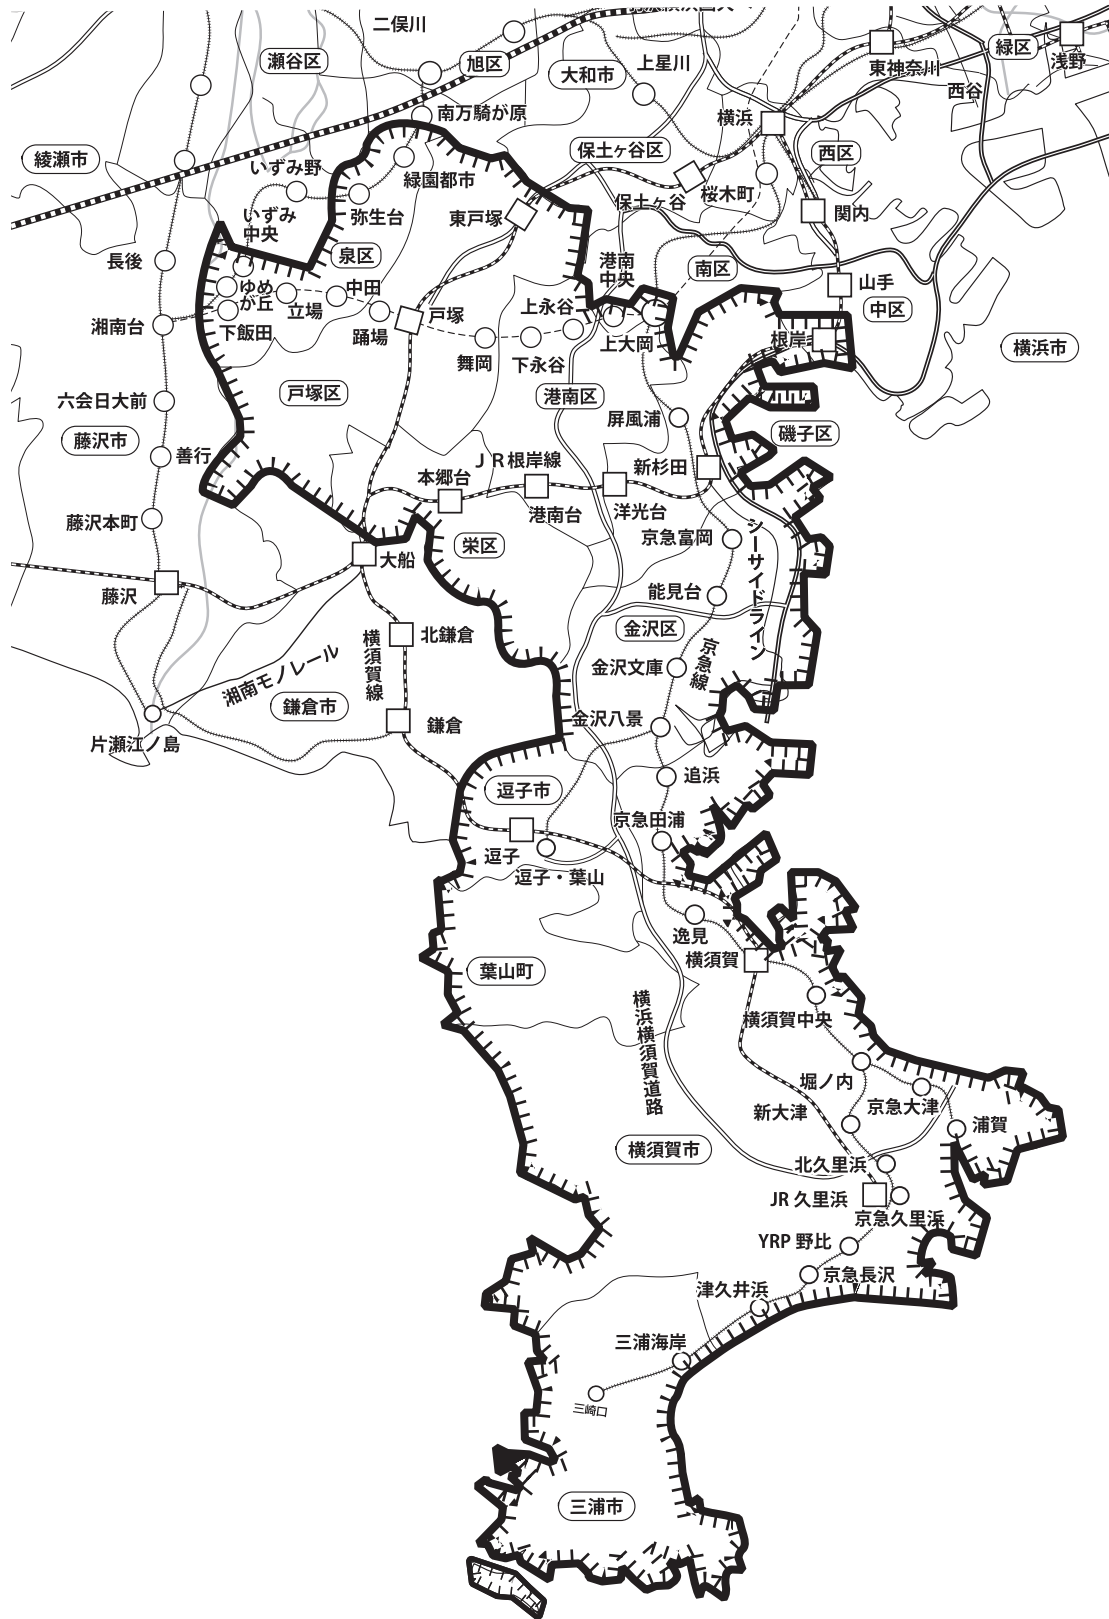 二俣川
瀬谷区
旭区
大和市
上星川
東神奈川
緑区
浅野
西谷
南万騎が原
横浜
綾瀬市
いずみ野
緑園都市
保土ヶ谷区
西区
保土ヶ谷
桜木町
関内
いずみ
中央
弥生台
東戸塚
長後
泉区
港南
中央
南区
山手
中区
ゆめ
が丘
立場
中田
湘南台
下飯田
踊場
戸塚
上永谷
舞岡
下永谷
上大岡
根岸
横浜市
六会日大前
戸塚区
港南区
屏風浦
磯子区
藤沢市
善行
JR根岸線
本郷台
新杉田
港南台
洋光台
藤沢本町
栄区
京急富岡
シーサイドライン
大船
藤沢
能見台
金沢区
北鎌倉
横須賀線
湘南モノレール
金沢文庫
京急線
鎌倉市
鎌倉
金沢八景
片瀬江ノ島
追浜
逗子市
京急田浦
逗子
逗子・葉山
逸見
横須賀
葉山町
横浜横須賀道路
横須賀中央
堀ノ内
京急大津
新大津
浦賀
横須賀市
北久里浜
JR 久里浜
京急久里浜
YRP 野比
京急長沢
津久井浜
三浦海岸
三崎口
三浦市